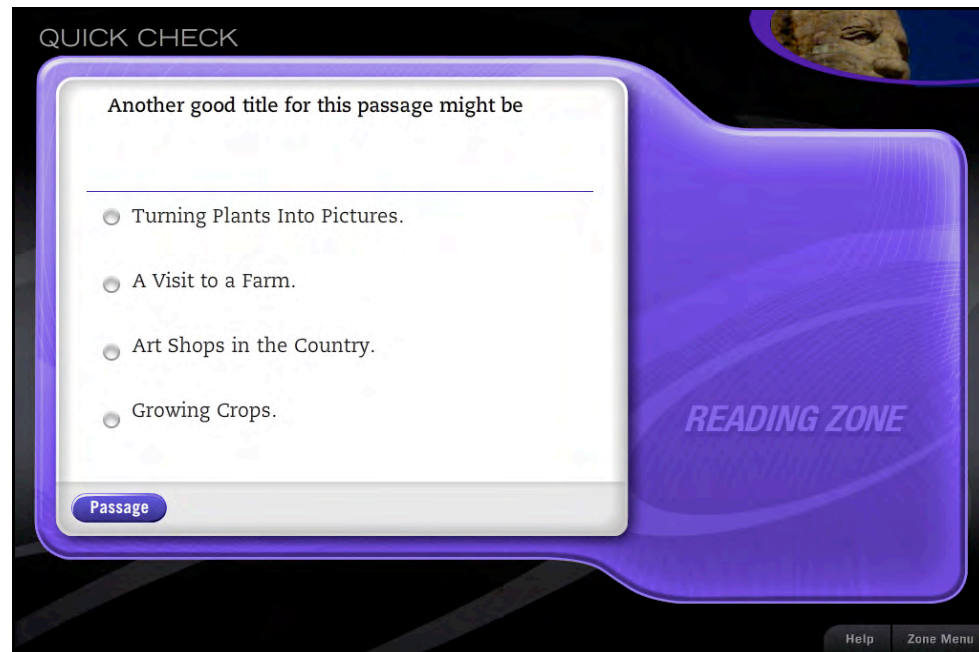 QUICK CHECK
Another good title for this passage might be
Turning Plants Into Pictures.
A Visit to a Farm.
Art Shops in the Country.
Growing Crops.
READING ZONE
Passage
Help
Zone Menu